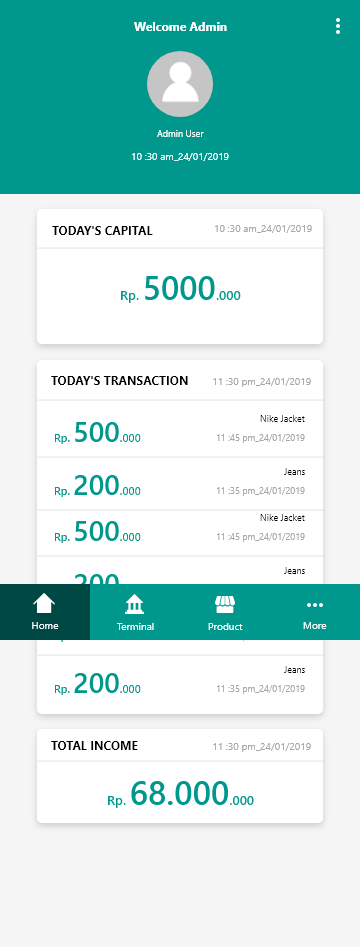 Welcome Admin
Admin User
10 :30 am_24/01/2019
TODAY'S CAPITAL 10 :30 am_24/01/2019
Rp. 5000.000
TODAY'S TRANSACTION 11 :30 pm_24/01/2019
Nike Jacket
Rp. 500.000 11 :45 pm_24/01/2019
Jeans
Rp. 200.000 11 :35 pm_24/01/2019
Nike Jacket
Rp. 500.000 11 :45 pm_24/01/2019
Jeans
200
Home Terminal Product More
Jeans
Rp. 200.000 11 :35 pm_24/01/2019
TOTAL INCOME 11 :30 pm_24/01/2019
Rp. 68.000.000